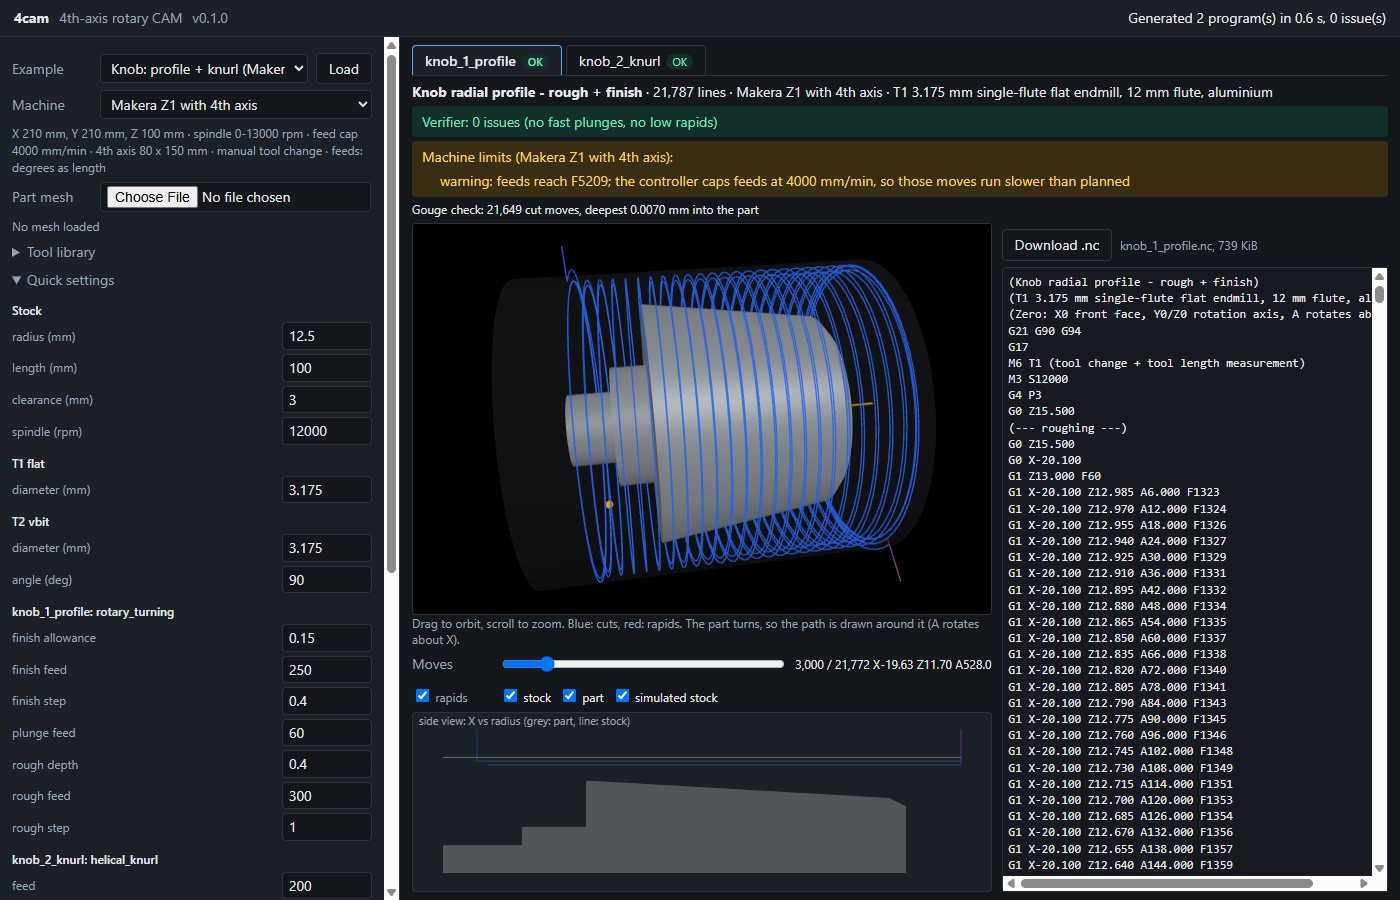 4cam 4th-axis rotary CAM v0.1.0
Generated 2 program(s) in 0.6 s, 0 issue(s)
Example
Knob: profile + knurl (Maker
Load
Machine
Makera Z1 with 4th axis
X 210 mm, Y 210 mm, Z 100 mm · spindle 0-13000 rpm · feed cap
4000 mm/min · 4th axis 80 x 150 mm · manual tool change · feeds:
degrees as length
Part mesh
Choose File No file chosen
No mesh loaded
Tool library
Quick settings
Stock
radius (mm) 12.5
length (mm) 100
clearance (mm) 3
spindle (rpm) 12000
T1 flat
diameter (mm) 3.175
T2 vbit
diameter (mm) 3.175
angle (deg) 90
knob_1_profile: rotary_turning
finish allowance 0.15
finish feed 250
finish step 0.4
plunge feed 60
rough depth 0.4
rough feed 300
rough step 1
knob_2_knurl: helical_knurl
feed 200
knob_1_profile OK
knob_2_knurl OK
Knob radial profile - rough + finish · 21,787 lines · Makera Z1 with 4th axis · T1 3.175 mm single-flute flat endmill, 12 mm flute, aluminium
Verifier: 0 issues (no fast plunges, no low rapids)
Machine limits (Makera Z1 with 4th axis):
warning: feeds reach F5209; the controller caps feeds at 4000 mm/min, so those moves run slower than planned
Gouge check: 21,649 cut moves, deepest 0.0070 mm into the part
Drag to orbit, scroll to zoom. Blue: cuts, red: rapids. The part turns, so the path is drawn around it (A rotates
about X).
Moves
3,000 / 21,772 X-19.63 Z11.70 A528.0
rapids
stock
part
simulated stock
side view: X vs radius (grey: part, line: stock)
Download .nc
knob_1_profile.nc, 739 KiB
(Knob radial profile - rough + finish)
(T1 3.175 mm single-flute flat endmill, 12 mm flute, al
(Zero: X0 front face, Y0/Z0 rotation axis, A rotates ab
G21 G90 G94
G17
M6 T1 (tool change + tool length measurement)
M3 S12000
G4 P3
G0 Z15.500
(--- roughing ---)
G0 Z15.500
G0 X-20.100
G1 Z13.000 F60
G1 X-20.100 Z12.985 A6.000 F1323
G1 X-20.100 Z12.970 A12.000 F1324
G1 X-20.100 Z12.955 A18.000 F1326
G1 X-20.100 Z12.940 A24.000 F1327
G1 X-20.100 Z12.925 A30.000 F1329
G1 X-20.100 Z12.910 A36.000 F1331
G1 X-20.100 Z12.895 A42.000 F1332
G1 X-20.100 Z12.880 A48.000 F1334
G1 X-20.100 Z12.865 A54.000 F1335
G1 X-20.100 Z12.850 A60.000 F1337
G1 X-20.100 Z12.835 A66.000 F1338
G1 X-20.100 Z12.820 A72.000 F1340
G1 X-20.100 Z12.805 A78.000 F1341
G1 X-20.100 Z12.790 A84.000 F1343
G1 X-20.100 Z12.775 A90.000 F1345
G1 X-20.100 Z12.760 A96.000 F1346
G1 X-20.100 Z12.745 A102.000 F1348
G1 X-20.100 Z12.730 A108.000 F1349
G1 X-20.100 Z12.715 A114.000 F1351
G1 X-20.100 Z12.700 A120.000 F1353
G1 X-20.100 Z12.685 A126.000 F1354
G1 X-20.100 Z12.670 A132.000 F1356
G1 X-20.100 Z12.655 A138.000 F1357
G1 X-20.100 Z12.640 A144.000 F1359